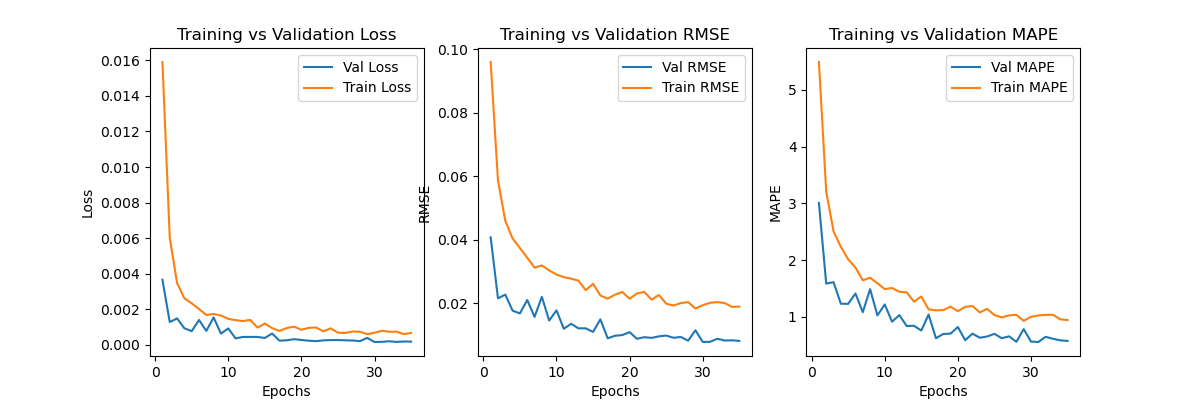 Training vs Validation Loss
Loss
0.016
0.014
0.012
0.010
0.008
0.006
0.004
0.002
0.000
Val Loss
Train Loss
0
10
20
30
Epochs
Training vs Validation RMSE
RMSE
0.10
0.08
0.06
0.04
0.02
Val RMSE
Train RMSE
0
10
20
30
Epochs
Training vs Validation MAPE
MAPE
5
4
3
2
1
Val MAPE
Train MAPE
0
10
20
30
Epochs